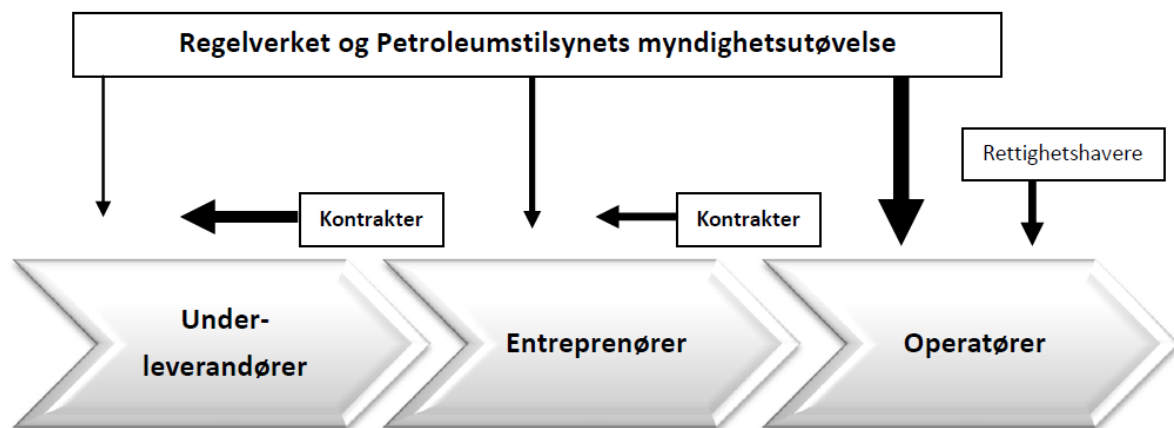 Regelverket og Petroleumstilsynets myndighetsutøvelse
Rettighetshavere
Kontrakter
Kontrakter
Under-
leverandører
Entreprenører
Operatører